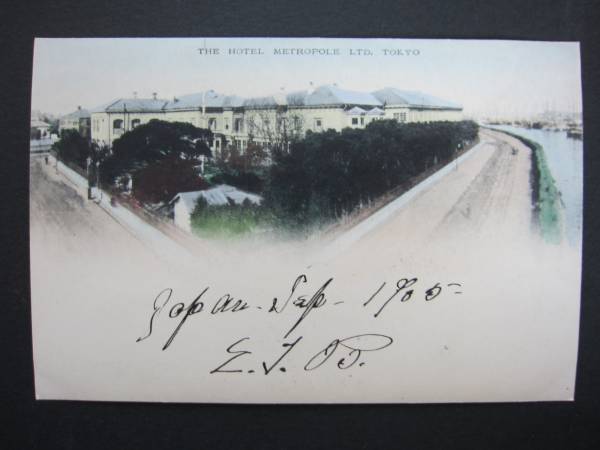 THE HOTEL METROPOLE LTD. TOKYO
Japan - Sep - 1905 -
E. T. B.